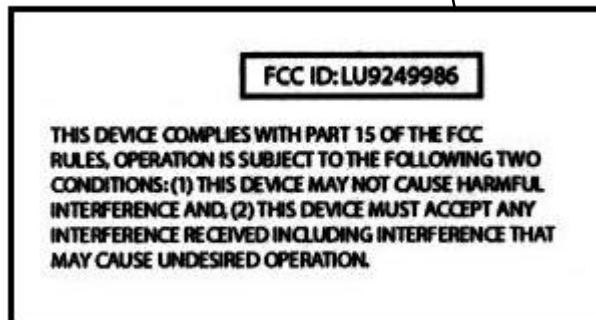 FCC ID: LU9249986
THIS DEVICE COMPLIES WITH PART 15 OF THE FCC
RULES, OPERATION IS SUBJECT TO THE FOLLOWING TWO
CONDITIONS: (1) THIS DEVICE MAY NOT CAUSE HARMFUL
INTERFERENCE AND, (2) THIS DEVICE MUST ACCEPT ANY
INTERFERENCE RECEIVED INCLUDING INTERFERENCE THAT
MAY CAUSE UNDESIRED OPERATION.